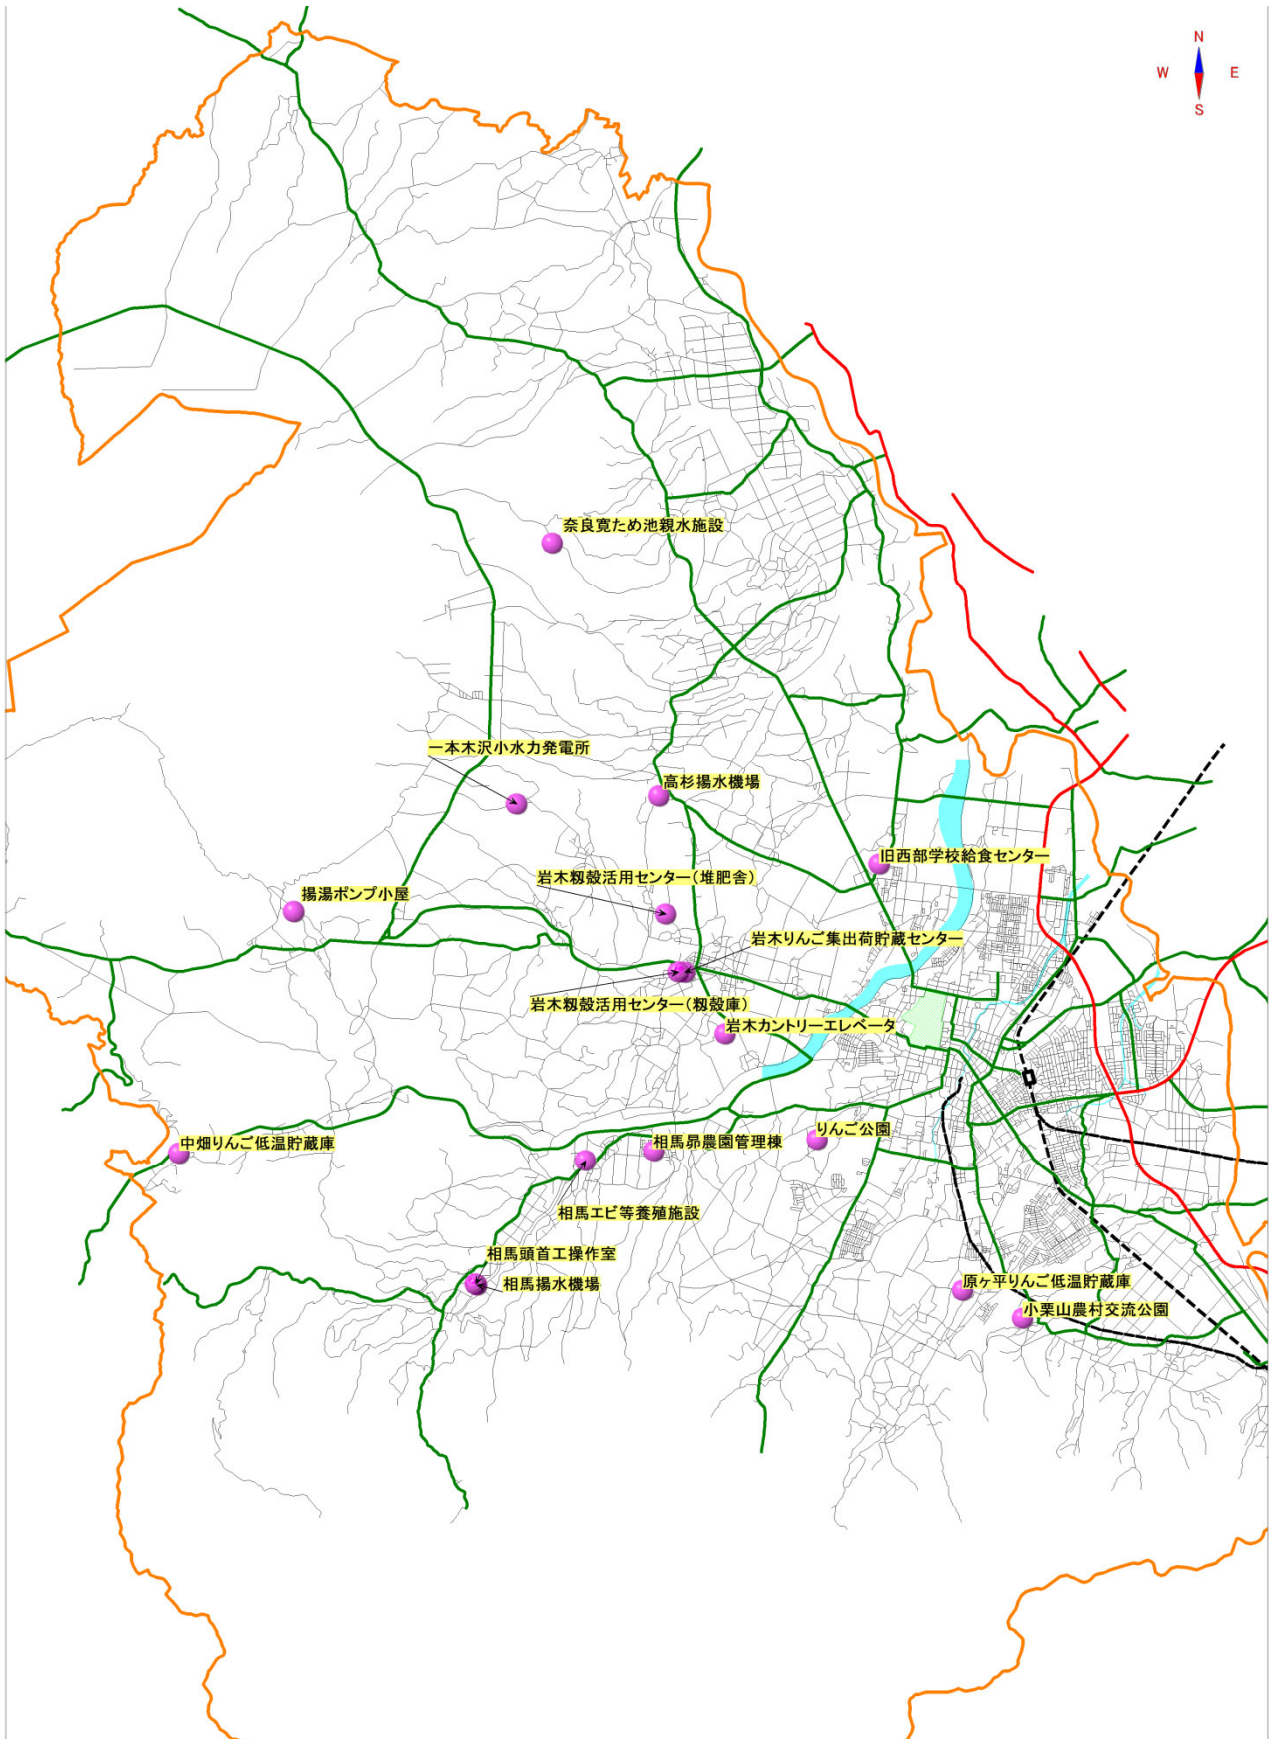 N
W E
S
奈良寛ため池親水施設
一本木沢小水力発電所
高杉揚水機場
旧西部学校給食センター
岩木籾殻活用センター(堆肥舎)
揚湯ポンプ小屋
岩木りんご集出荷貯蔵センター
岩木籾殻活用センター(籾殻庫)
岩木カントリーエレベータ
りんご公園
中畑りんご低温貯蔵庫
相馬昴農園管理棟
相馬エビ等養殖施設
相馬頭首工操作室
相馬揚水機場
原ヶ平りんご低温貯蔵庫
小栗山農村交流公園